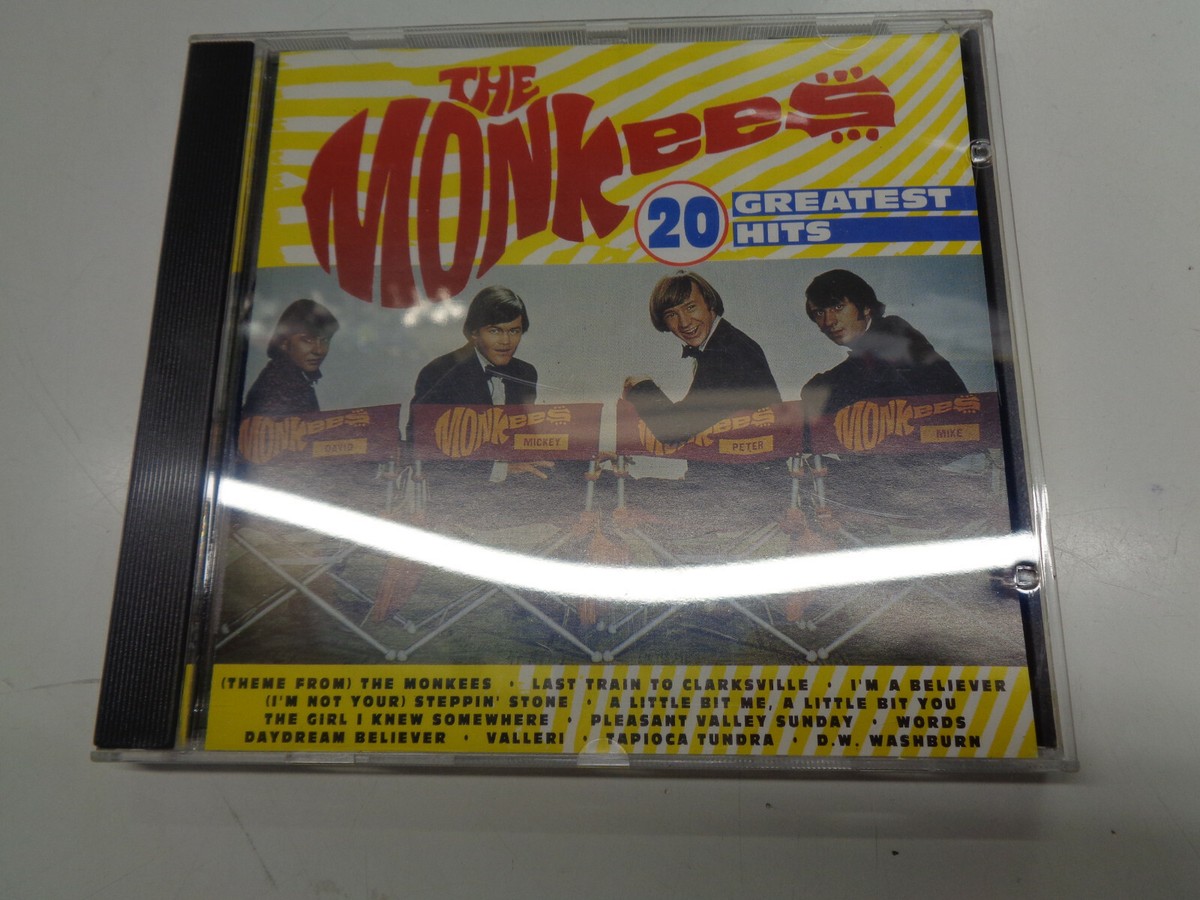 THE
MONKEES
20 GREATEST
HITS
MONKEES DAVID
MONKEES MICKEY
MONKEES PETER
MONKEES MIKE
(THEME FROM) THE MONKEES • LAST TRAIN TO CLARKSVILLE • I'M A BELIEVER
(I'M NOT YOUR) STEPPIN' STONE • A LITTLE BIT ME, A LITTLE BIT YOU
THE GIRL I KNEW SOMEWHERE • PLEASANT VALLEY SUNDAY • WORDS
DAYDREAM BELIEVER • VALLERI • TAPIOCA TUNDRA • D.W. WASHBURN